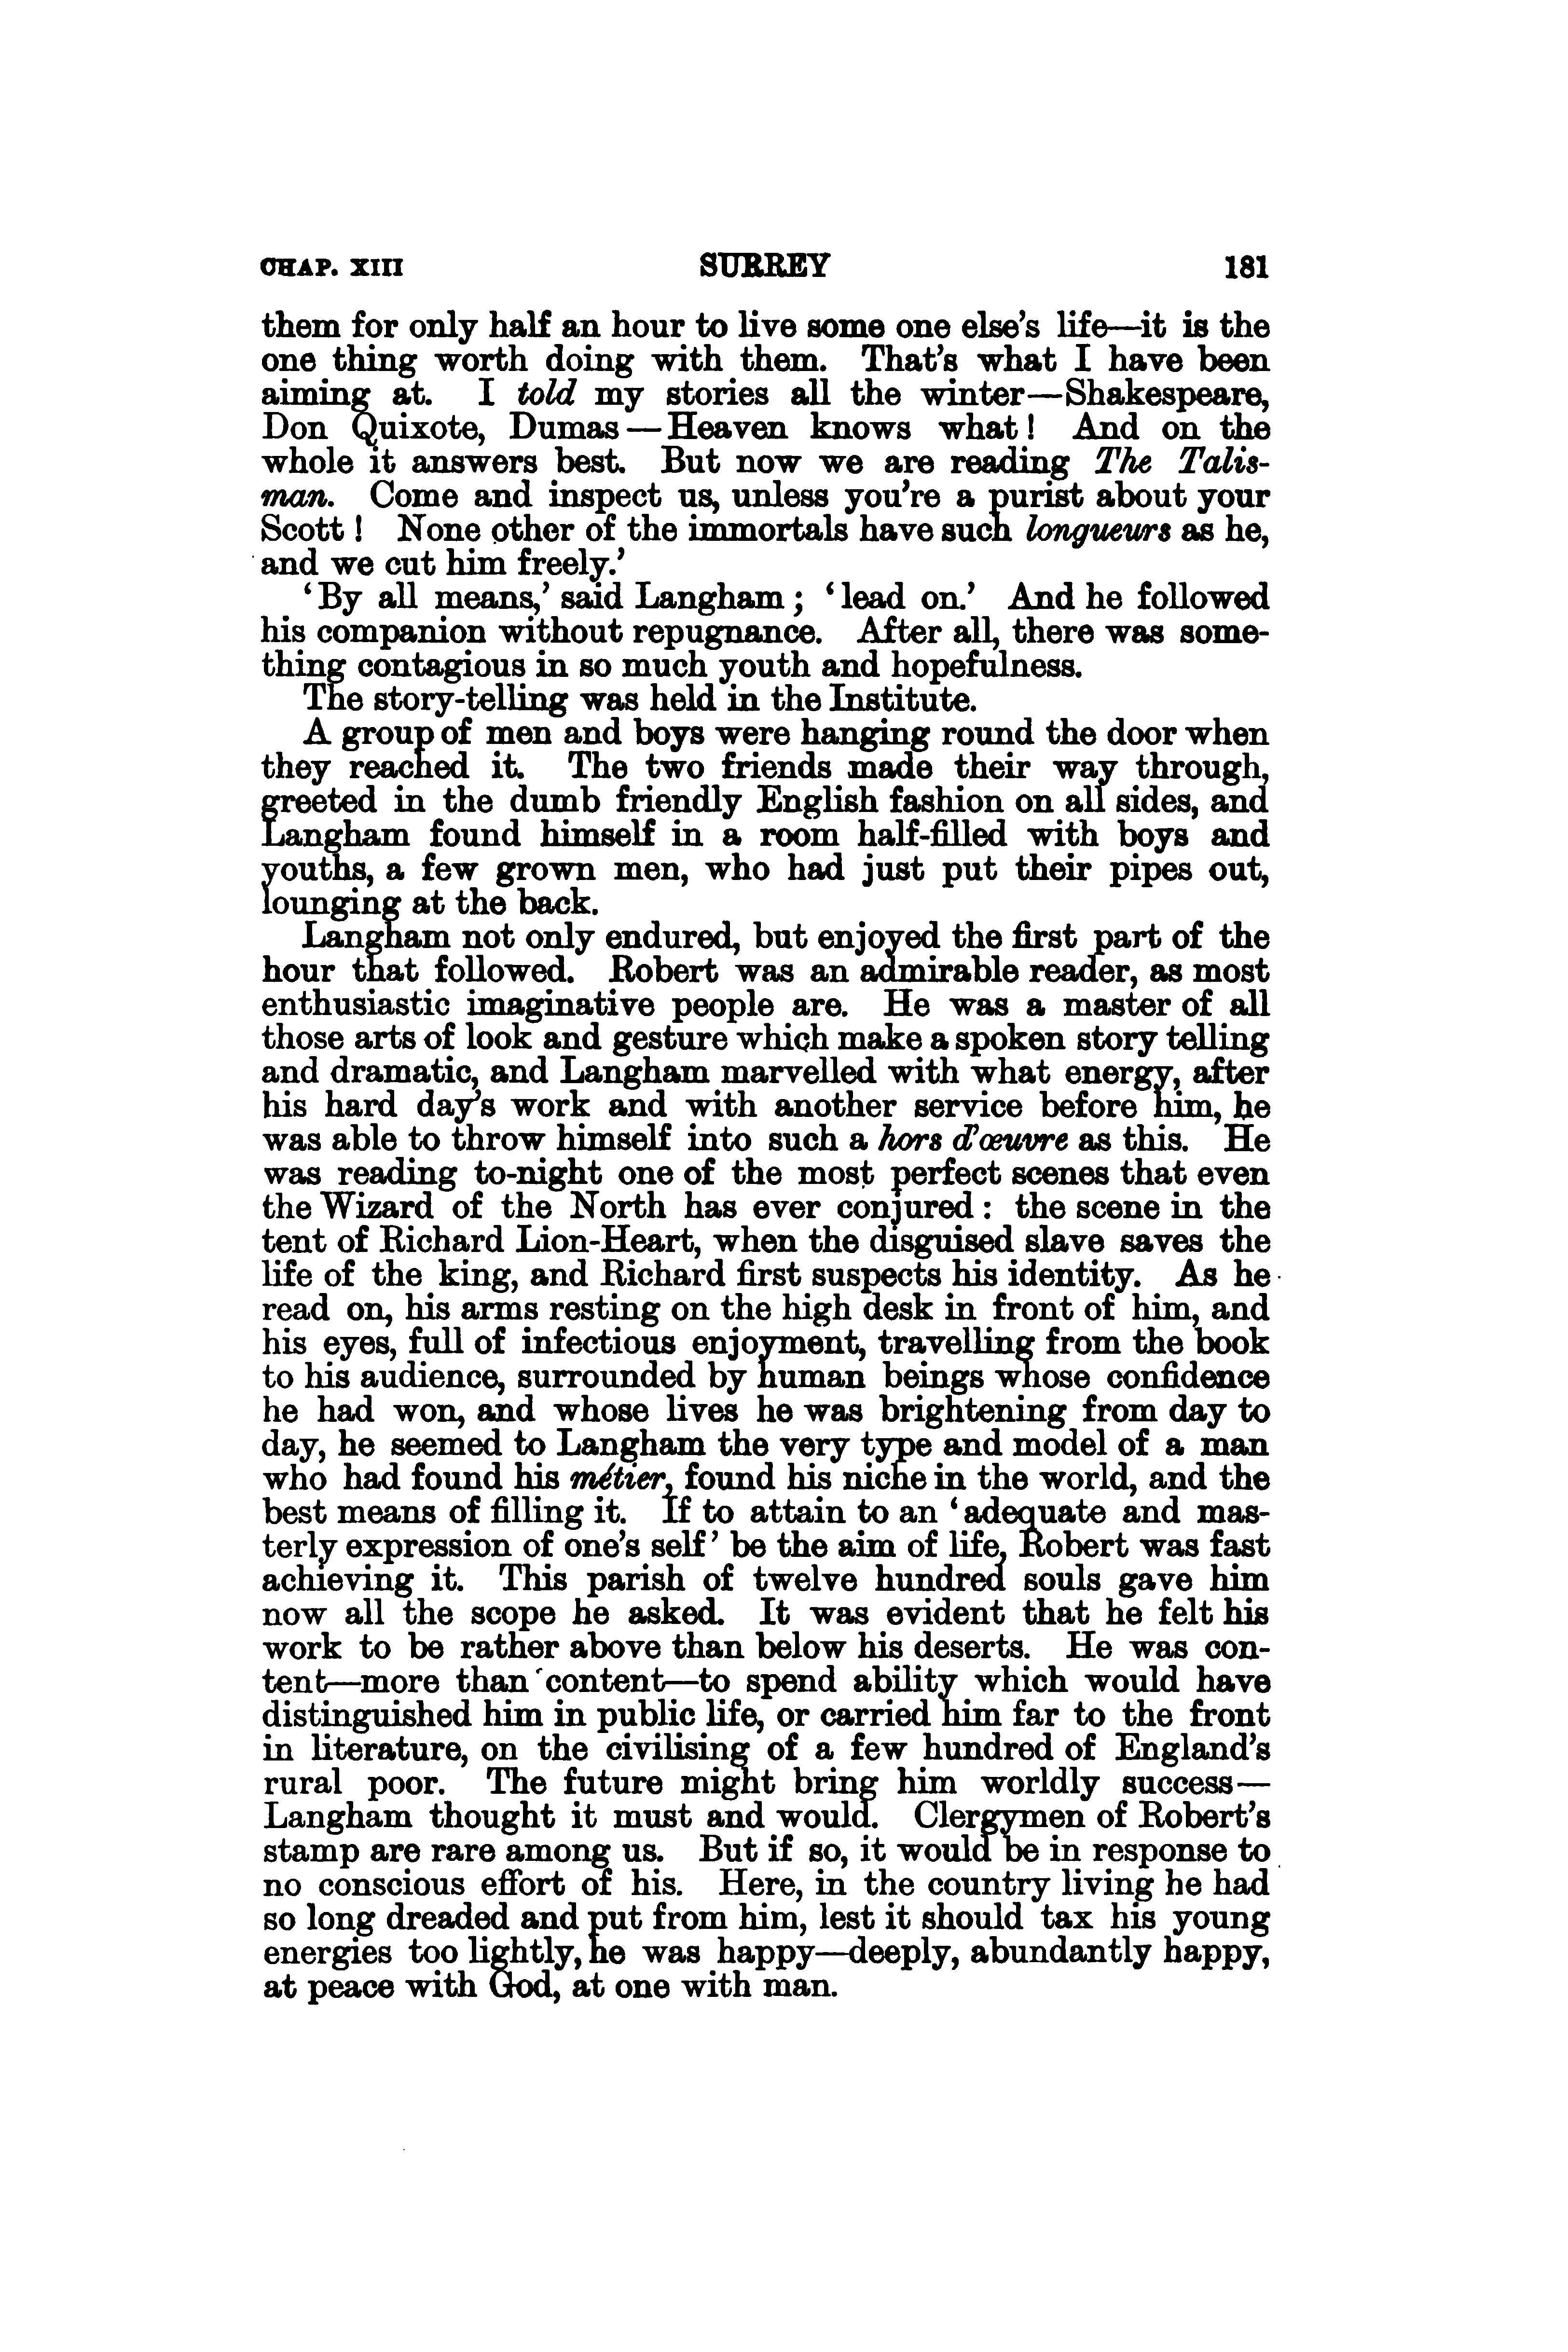 CHAP. XIII SURREY 181
them for only half an hour to live some one else's life—it is the
one thing worth doing with them. That's what I have been
aiming at. I told my stories all the winter—Shakespeare,
Don Quixote, Dumas—Heaven knows what! And on the
whole it answers best. But now we are reading The Talis-
man. Come and inspect us, unless you're a purist about your
Scott! None other of the immortals have such longueurs as he,
and we cut him freely.'
'By all means,' said Langham; 'lead on.' And he followed
his companion without repugnance. After all, there was some-
thing contagious in so much youth and hopefulness.
The story-telling was held in the Institute.
A group of men and boys were hanging round the door when
they reached it. The two friends made their way through,
greeted in the dumb friendly English fashion on all sides, and
Langham found himself in a room half-filled with boys and
youths, a few grown men, who had just put their pipes out,
lounging at the back.
Langham not only endured, but enjoyed the first part of the
hour that followed. Robert was an admirable reader, as most
enthusiastic imaginative people are. He was a master of all
those arts of look and gesture which make a spoken story telling
and dramatic, and Langham marvelled with what energy, after
his hard day's work and with another service before him, he
was able to throw himself into such a hors d'œuvre as this. He
was reading to-night one of the most perfect scenes that even
the Wizard of the North has ever conjured: the scene in the
tent of Richard Lion-Heart, when the disguised slave saves the
life of the king, and Richard first suspects his identity. As he
read on, his arms resting on the high desk in front of him, and
his eyes, full of infectious enjoyment, travelling from the book
to his audience, surrounded by human beings whose confidence
he had won, and whose lives he was brightening from day to
day, he seemed to Langham the very type and model of a man
who had found his métier, found his niche in the world, and the
best means of filling it. If to attain to an 'adequate and mas-
terly expression of one's self' be the aim of life, Robert was fast
achieving it. This parish of twelve hundred souls gave him
now all the scope he asked. It was evident that he felt his
work to be rather above than below his deserts. He was con-
tent—more than content—to spend ability which would have
distinguished him in public life, or carried him far to the front
in literature, on the civilising of a few hundred of England's
rural poor. The future might bring him worldly success—
Langham thought it must and would. Clergymen of Robert's
stamp are rare among us. But if so, it would be in response to
no conscious effort of his. Here, in the country living he had
so long dreaded and put from him, lest it should tax his young
energies too lightly, he was happy—deeply, abundantly happy,
at peace with God, at one with man.